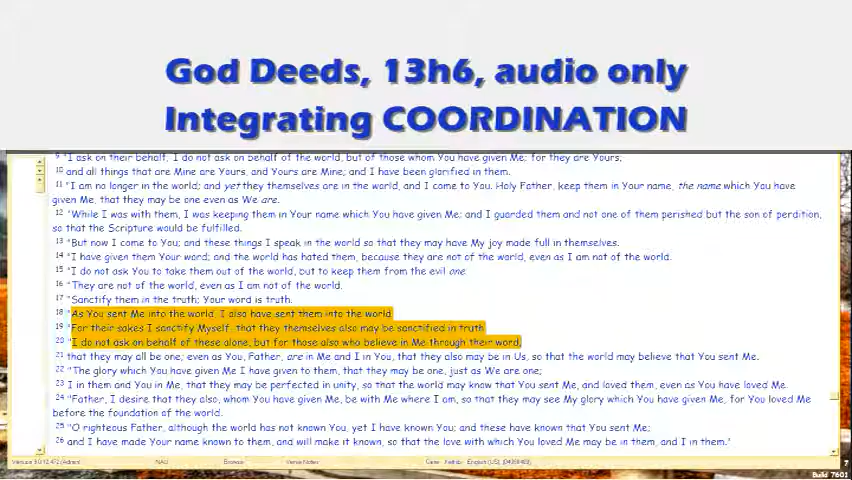 God Deeds, 13h6, audio only
Integrating COORDINATION
9 "I ask on their behalf, I do not ask on behalf of the world, but of those whom You have given Me; for they are Yours;
10 and all things that are Mine are Yours, and Yours are Mine; and I have been glorified in them.
11 "I am no longer in the world; and yet they themselves are in the world, and I come to You. Holy Father, keep them in Your name, the name which You have
given Me, that they may be one even as We are.
12 "While I was with them, I was keeping them in Your name which You have given Me; and I guarded them and not one of them perished but the son of perdition,
so that the Scripture would be fulfilled.
13 "But now I come to You; and these things I speak in the world so that they may have My joy made full in themselves.
14 "I have given them Your word; and the world has hated them, because they are not of the world, even as I am not of the world.
15 "I do not ask You to take them out of the world, but to keep them from the evil one.
16 "They are not of the world, even as I am not of the world.
17 "Sanctify them in the truth; Your word is truth.
18 "As You sent Me into the world, I also have sent them into the world.
19 "For their sakes I sanctify Myself, that they themselves also may be sanctified in truth.
20 "I do not ask on behalf of these alone, but for those also who believe in Me through their word;
21 that they may all be one; even as You, Father, are in Me and I in You, that they also may be in Us, so that the world may believe that You sent Me.
22 "The glory which You have given Me I have given to them, that they may be one, just as We are one;
23 I in them and You in Me, that they may be perfected in unity, so that the world may know that You sent Me, and loved them, even as You have loved Me.
24 "Father, I desire that they also, whom You have given Me, be with Me where I am, so that they may see My glory which You have given Me, for You loved Me
before the foundation of the world.
25 "O righteous Father, although the world has not known You, yet I have known You; and these have known that You sent Me;
26 and I have made Your name known to them, and will make it known, so that the love with which You loved Me may be in them, and I in them."
NAU Browse Verse Notes English (US)
7
Build 7601